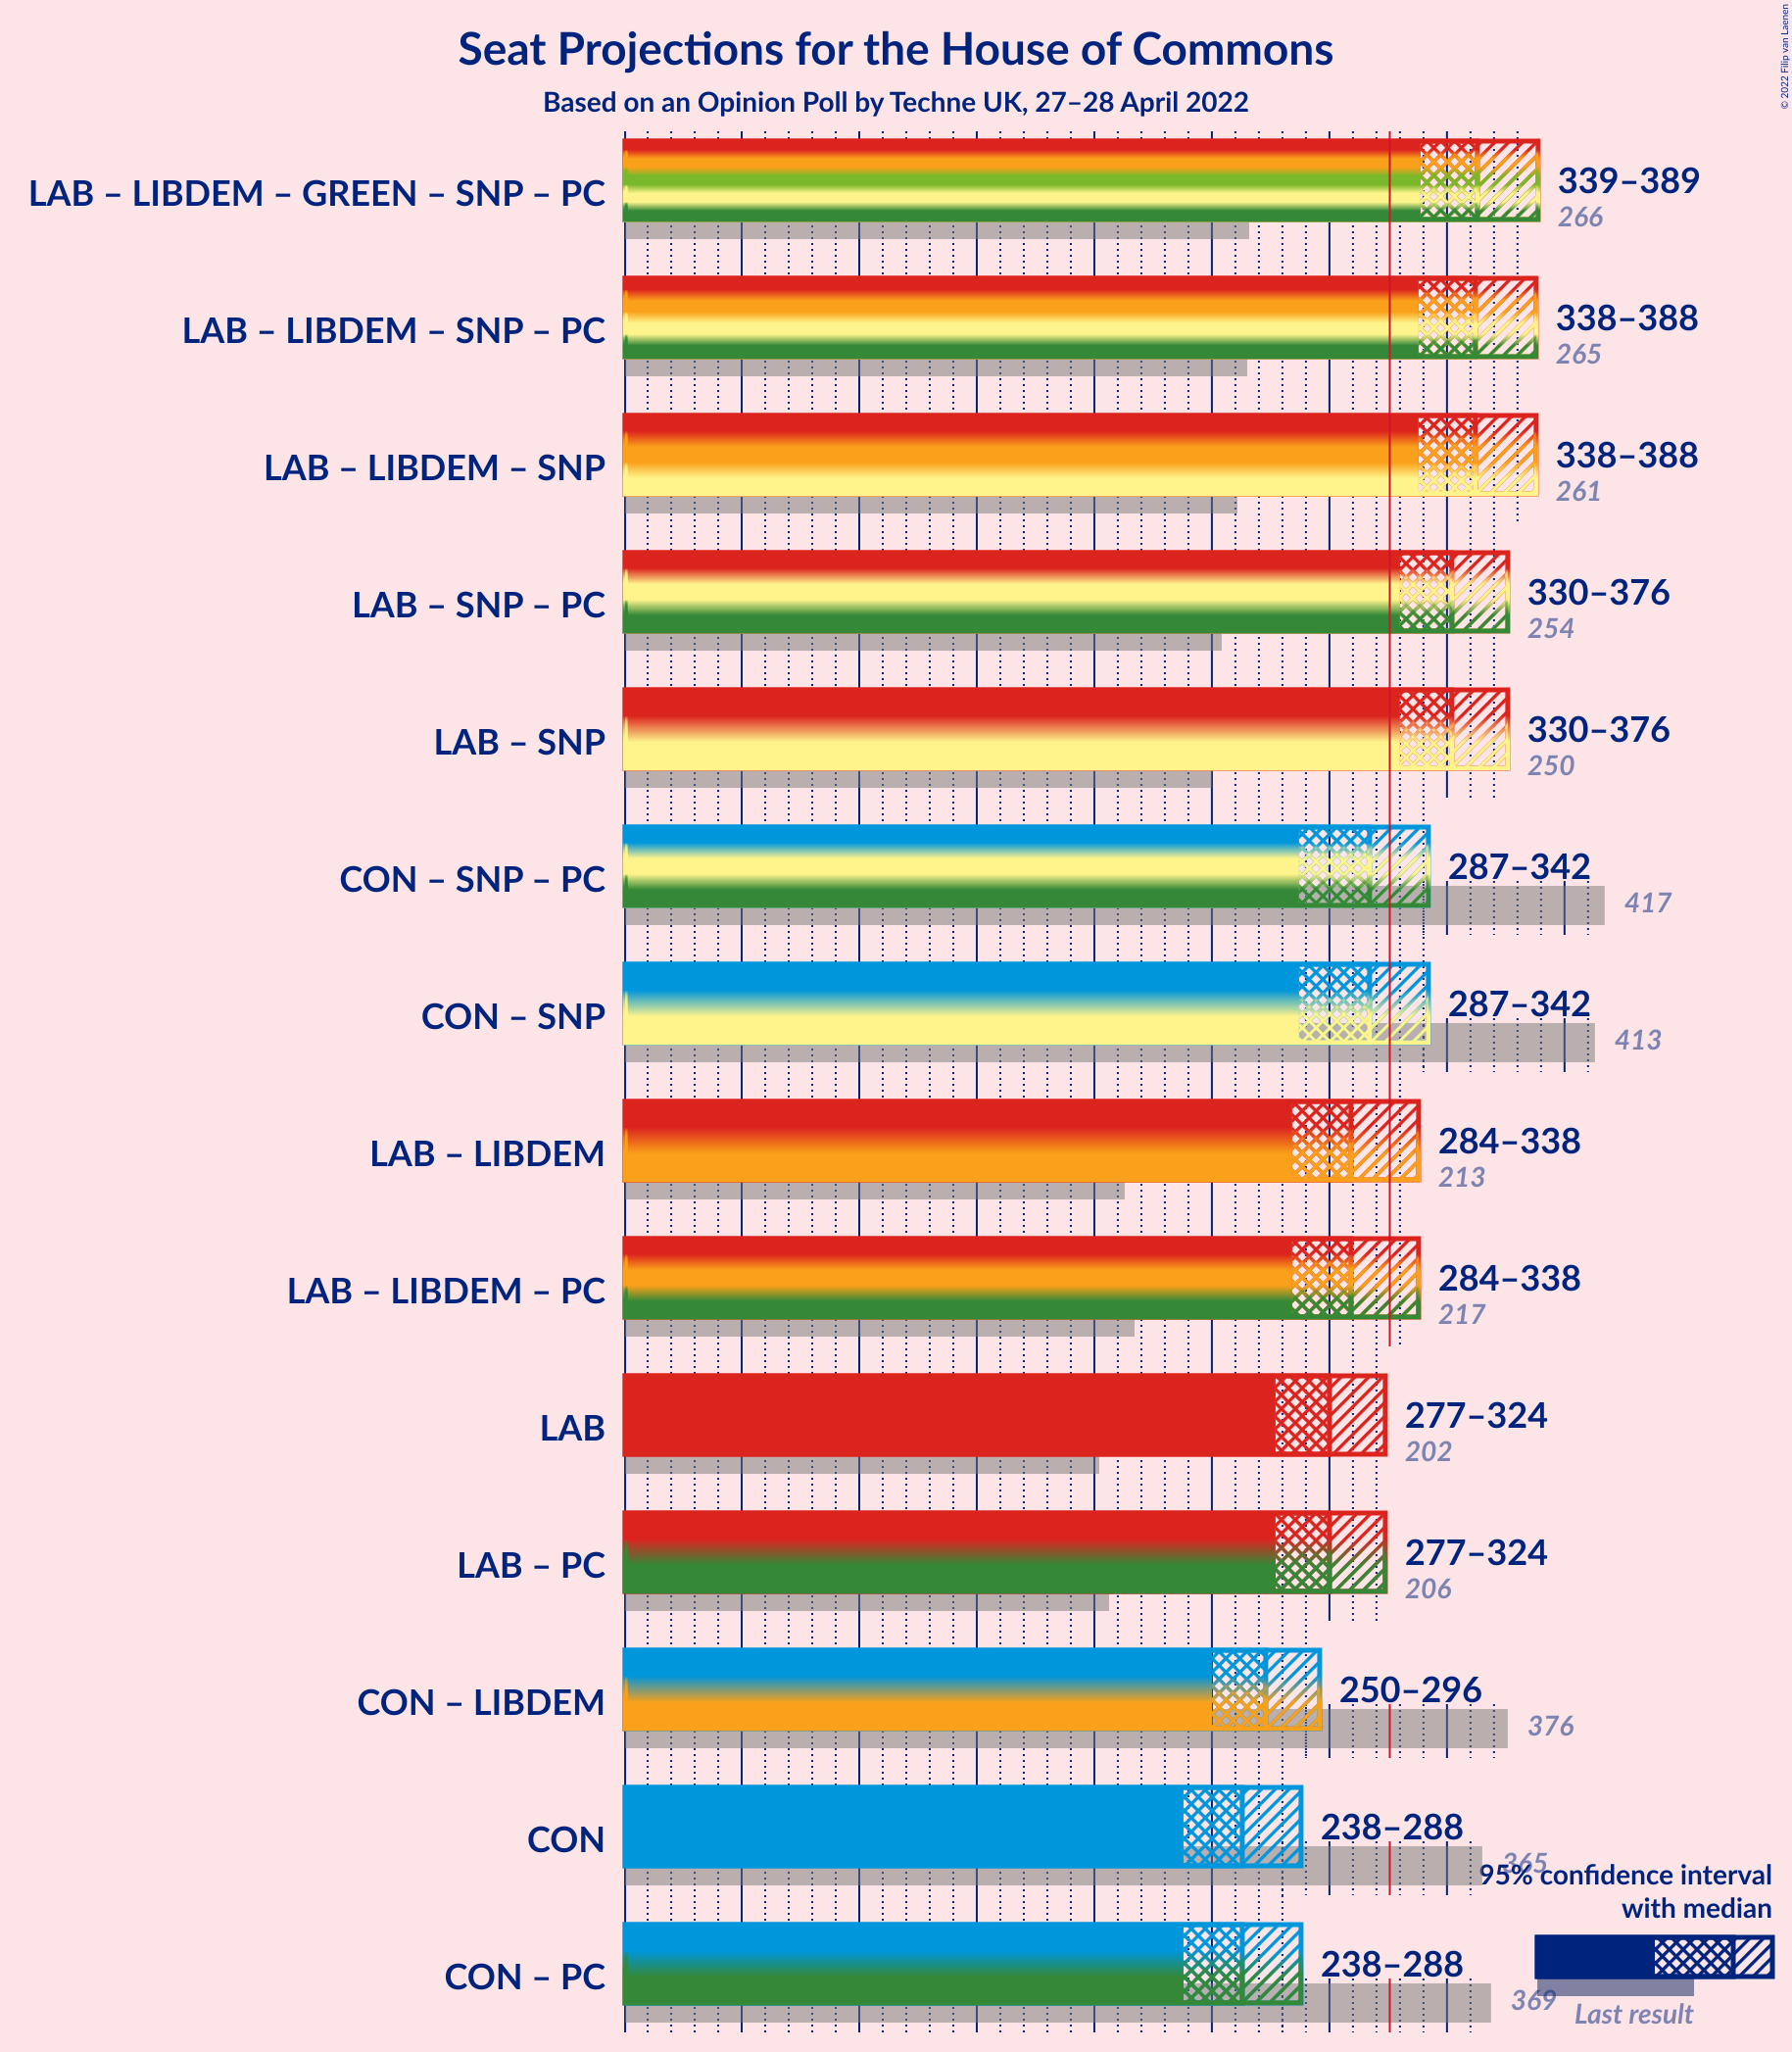 © 2022 Filip van Laenen
Seat Projections for the House of Commons
Based on an Opinion Poll by Techne UK, 27–28 April 2022
LAB – LIBDEM – GREEN – SNP – PC
339–389
266
LAB – LIBDEM – SNP – PC
338–388
265
LAB – LIBDEM – SNP
338–388
261
LAB – SNP – PC
330–376
254
LAB – SNP
330–376
250
CON – SNP – PC
287–342
417
CON – SNP
287–342
413
LAB – LIBDEM
284–338
213
LAB – LIBDEM – PC
284–338
217
LAB
277–324
202
LAB – PC
277–324
206
CON – LIBDEM
250–296
376
CON
238–288
365
CON – PC
238–288
369
95% confidence interval
with median
Last result